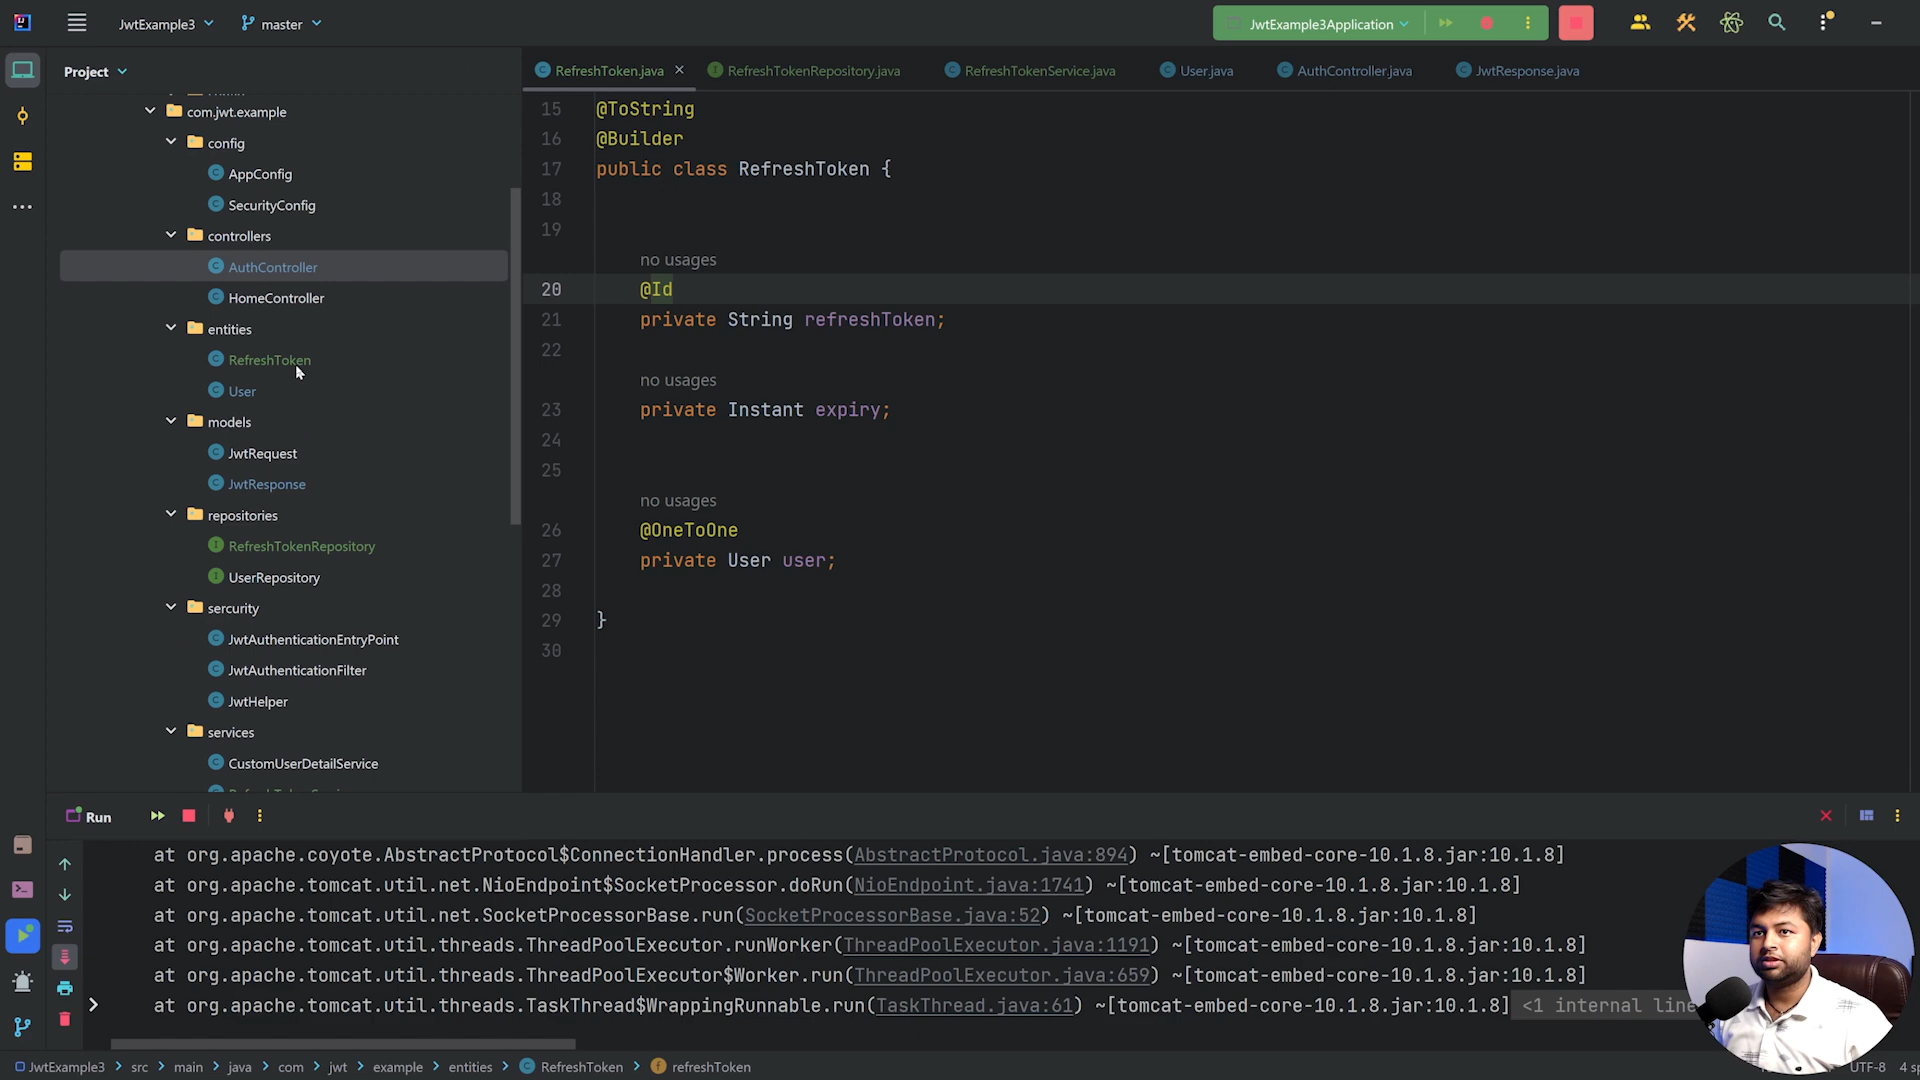 JwtExample3
master
JwtExample3Application
Project
RefreshToken.java
RefreshTokenRepository.java
RefreshTokenService.java
User.java
AuthController.java
JwtResponse.java
com.jwt.example
config
AppConfig
SecurityConfig
controllers
AuthController
HomeController
entities
RefreshToken
User
models
JwtRequest
JwtResponse
repositories
RefreshTokenRepository
UserRepository
sercurity
JwtAuthenticationEntryPoint
JwtAuthenticationFilter
JwtHelper
services
CustomUserDetailService
15 @ToString
16 @Builder
17 public class RefreshToken {
18
19
no usages
20 @Id
21 private String refreshToken;
22
no usages
23 private Instant expiry;
24
25
no usages
26 @OneToOne
27 private User user;
28
29 }
30
Run
at org.apache.coyote.AbstractProtocol$ConnectionHandler.process(AbstractProtocol.java:894) ~[tomcat-embed-core-10.1.8.jar:10.1.8]
at org.apache.tomcat.util.net.NioEndpoint$SocketProcessor.doRun(NioEndpoint.java:1741) ~[tomcat-embed-core-10.1.8.jar:10.1.8]
at org.apache.tomcat.util.net.SocketProcessorBase.run(SocketProcessorBase.java:52) ~[tomcat-embed-core-10.1.8.jar:10.1.8]
at org.apache.tomcat.util.threads.ThreadPoolExecutor.runWorker(ThreadPoolExecutor.java:1191) ~[tomcat-embed-core-10.1.8.jar:10.1.8]
at org.apache.tomcat.util.threads.ThreadPoolExecutor$Worker.run(ThreadPoolExecutor.java:659) ~[tomcat-embed-core-10.1.8.jar:10.1.8]
at org.apache.tomcat.util.threads.TaskThread$WrappingRunnable.run(TaskThread.java:61) ~[tomcat-embed-core-10.1.8.jar:10.1.8] <1 internal line
JwtExample3 > src > main > java > com > jwt > example > entities > RefreshToken > refreshToken
UTF-8 4 sp